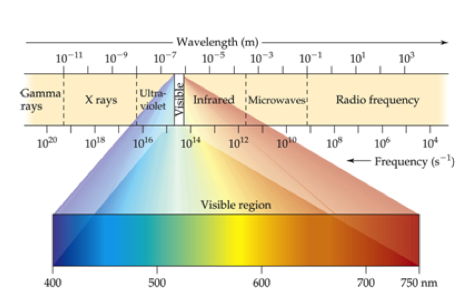 Wavelength (m)
10⁻¹¹ 10⁻⁹ 10⁻⁷ 10⁻⁵ 10⁻³ 10⁻¹ 10¹ 10³
Gamma rays X rays Ultra-violet Visible Infrared Microwaves Radio frequency
10²⁰ 10¹⁸ 10¹⁶ 10¹⁴ 10¹² 10¹⁰ 10⁸ 10⁶ 10⁴
Frequency (s⁻¹)
Visible region
400 500 600 700 750 nm